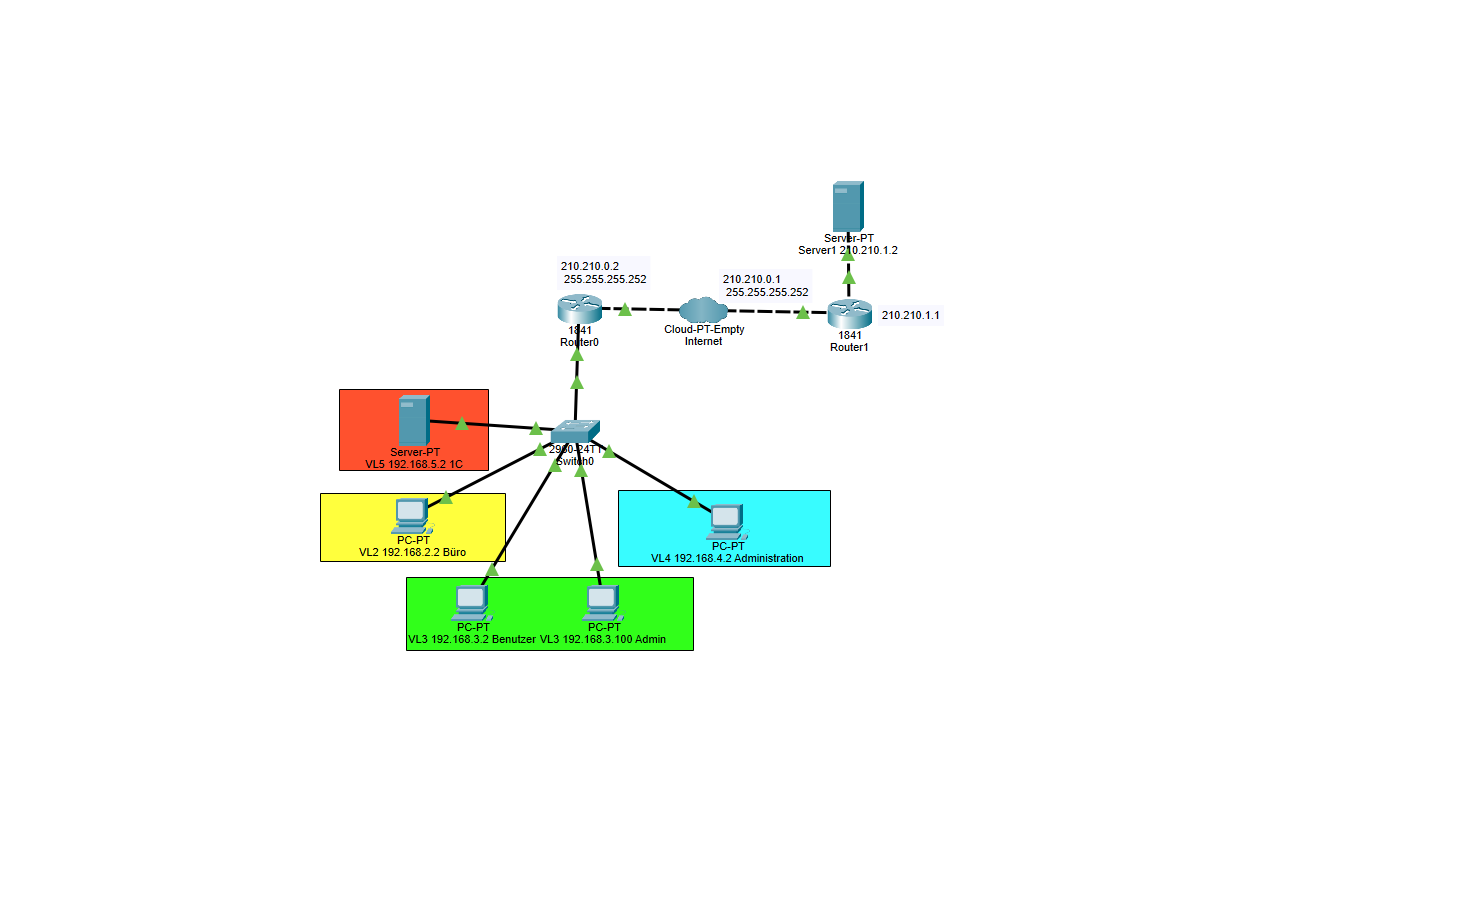 Server-PT
Server1 210.210.1.2
210.210.0.2
255.255.255.252
210.210.0.1
255.255.255.252
1841
Router0
Cloud-PT-Empty
Internet
210.210.1.1
1841
Router1
Server-PT
VL5 192.168.5.2 1C
2960-24TT
Switch0
PC-PT
VL2 192.168.2.2 Büro
PC-PT
VL4 192.168.4.2 Administration
PC-PT
VL3 192.168.3.2 Benutzer
PC-PT
VL3 192.168.3.100 Admin